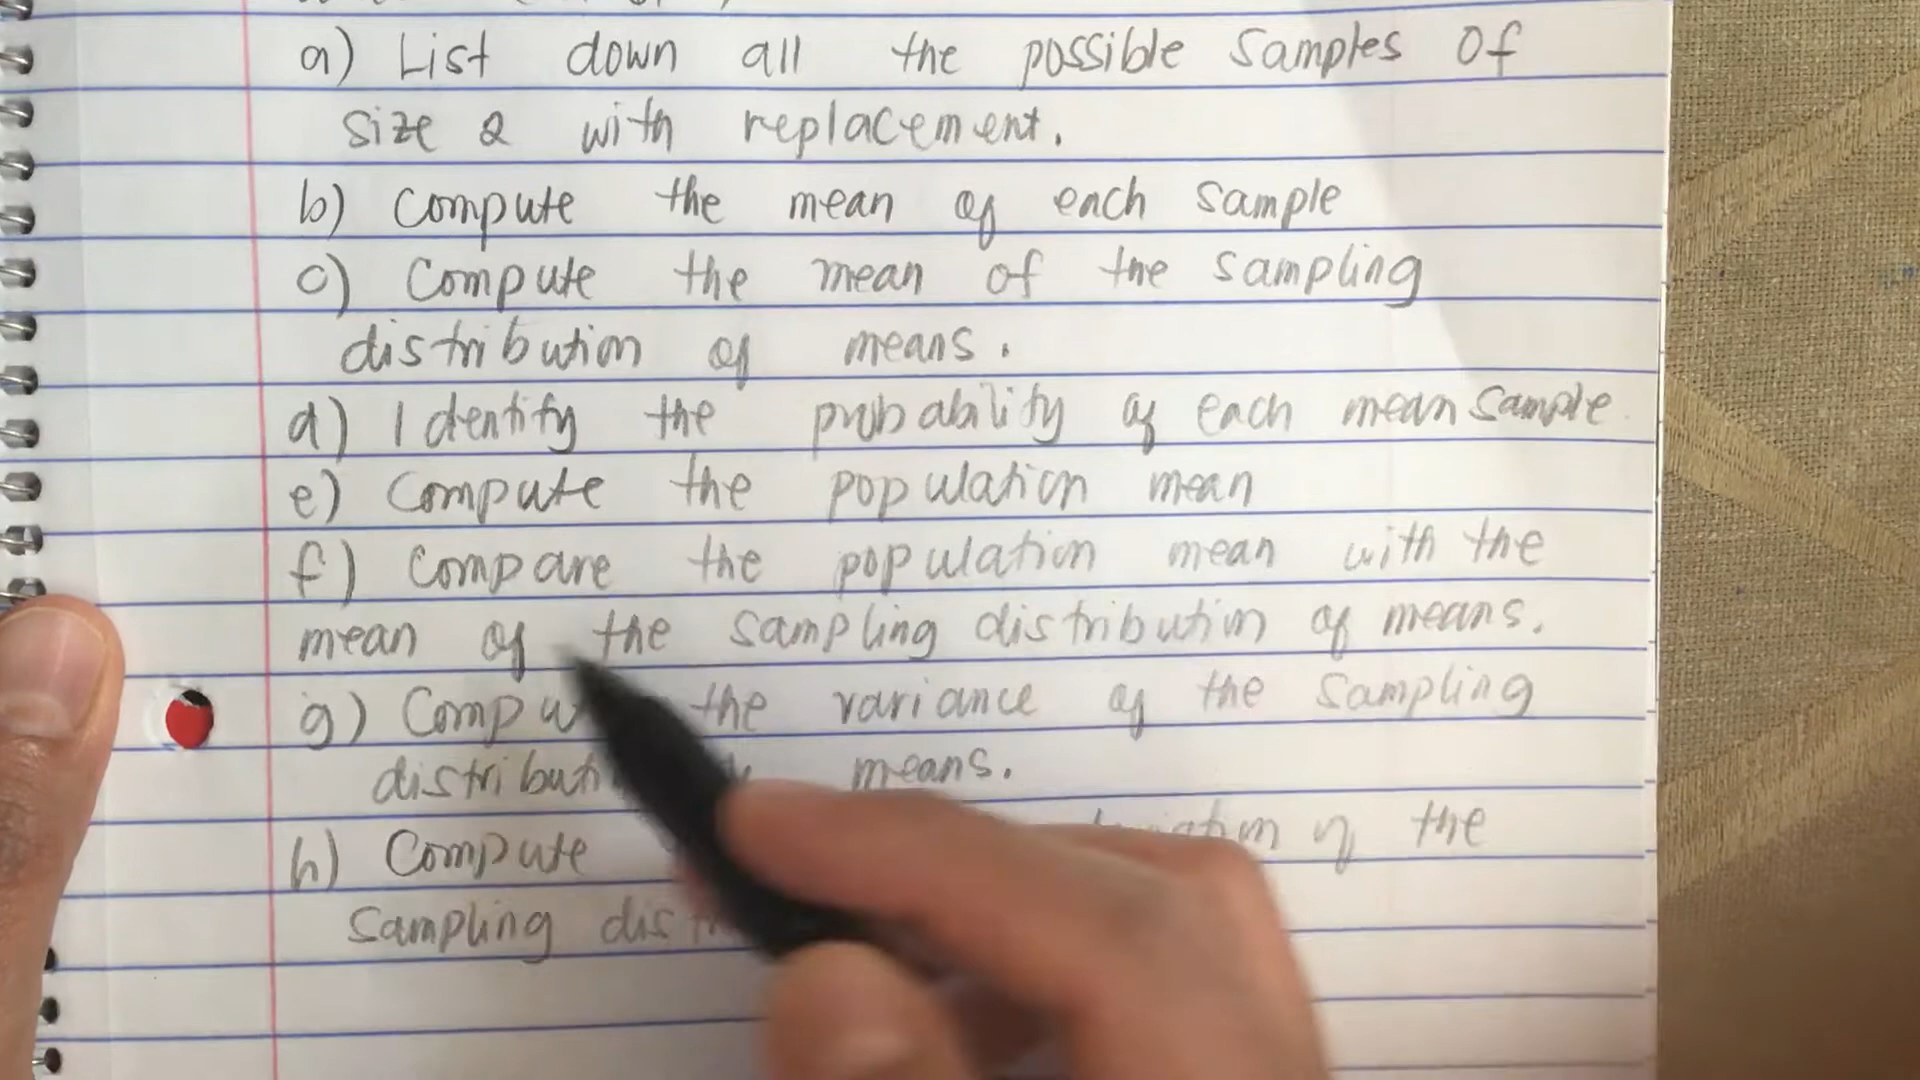 a) List down all the possible samples of
size 2 with replacement.
b) Compute the mean of each sample
c) Compute the mean of the sampling
distribution of means.
d) Identify the probability of each mean sample
e) Compute the population mean
f) Compare the population mean with the
mean of the sampling distribution of means.
g) the variance of the sampling
means.
h) Compute of the
sampling